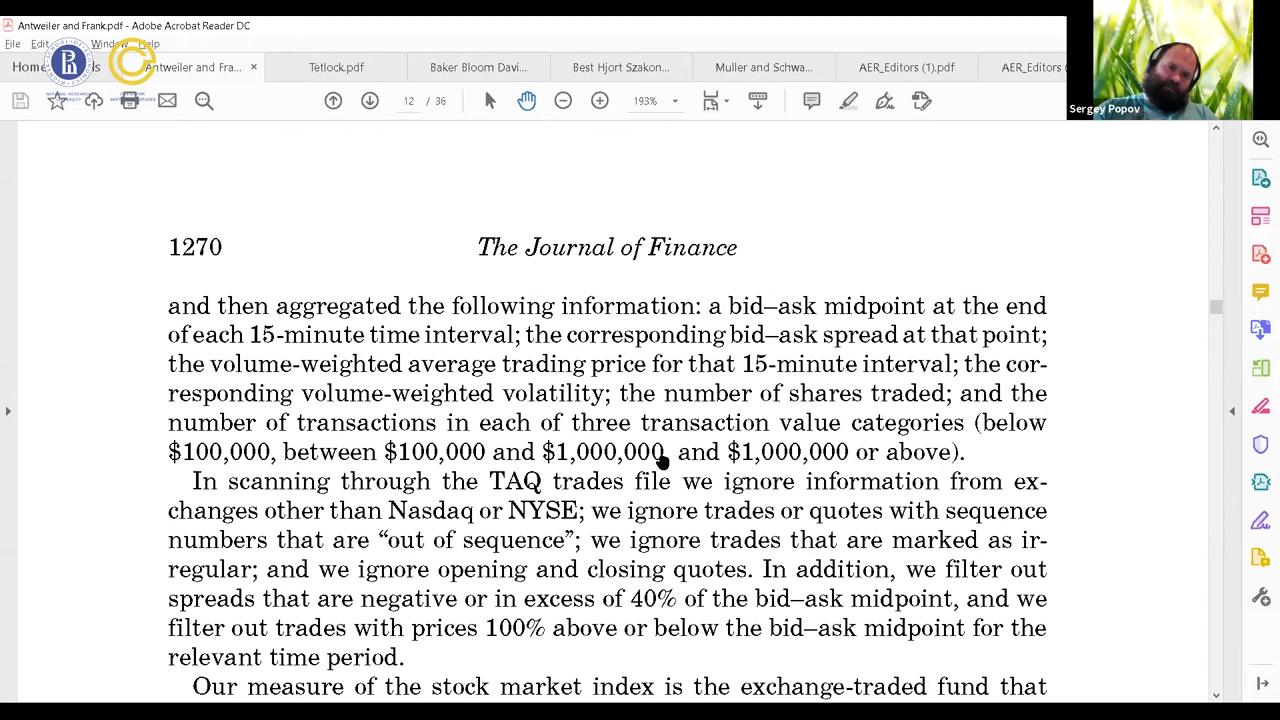 Antweiler and Frank.pdf - Adobe Acrobat Reader DC
File Edit Window Help
Antweiler and Fra... × Tetlock.pdf Baker Bloom Davi... Best Hjort Szakon... Muller and Schwa... AER_Editors (1).pdf AER_Editors
12 / 36 193%
Sergey Popov
1270 The Journal of Finance
and then aggregated the following information: a bid–ask midpoint at the end
of each 15-minute time interval; the corresponding bid–ask spread at that point;
the volume-weighted average trading price for that 15-minute interval; the cor-
responding volume-weighted volatility; the number of shares traded; and the
number of transactions in each of three transaction value categories (below
$100,000, between $100,000 and $1,000,000, and $1,000,000 or above).
In scanning through the TAQ trades file we ignore information from ex-
changes other than Nasdaq or NYSE; we ignore trades or quotes with sequence
numbers that are “out of sequence”; we ignore trades that are marked as ir-
regular; and we ignore opening and closing quotes. In addition, we filter out
spreads that are negative or in excess of 40% of the bid–ask midpoint, and we
filter out trades with prices 100% above or below the bid–ask midpoint for the
relevant time period.
Our measure of the stock market index is the exchange-traded fund that